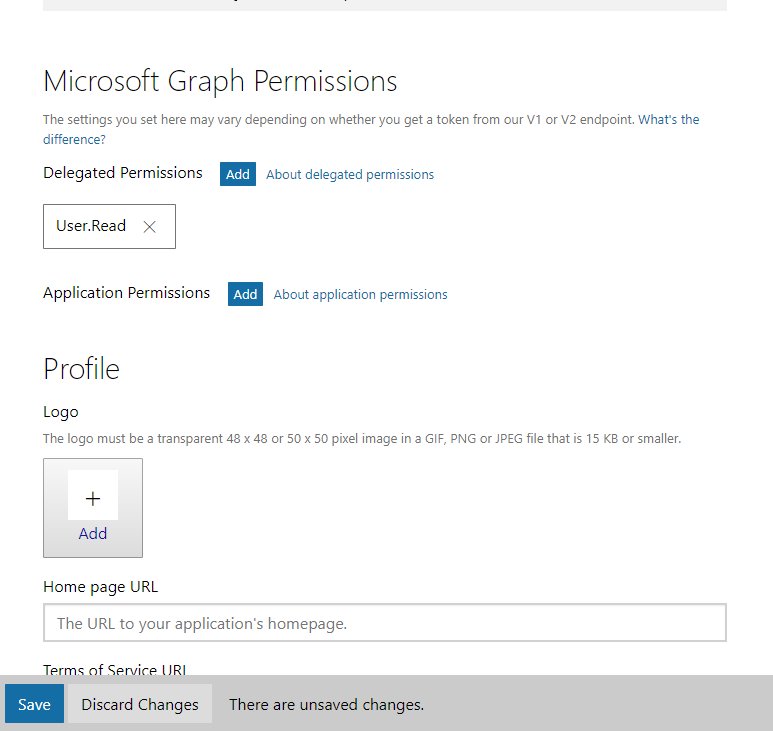 Microsoft Graph Permissions
The settings you set here may vary depending on whether you get a token from our V1 or V2 endpoint. What's the
difference?
Delegated Permissions Add About delegated permissions
User.Read
Application Permissions Add About application permissions
Profile
Logo
The logo must be a transparent 48 x 48 or 50 x 50 pixel image in a GIF, PNG or JPEG file that is 15 KB or smaller.
Add
Home page URL
The URL to your application's homepage.
Terms of Service URL
Save Discard Changes There are unsaved changes.